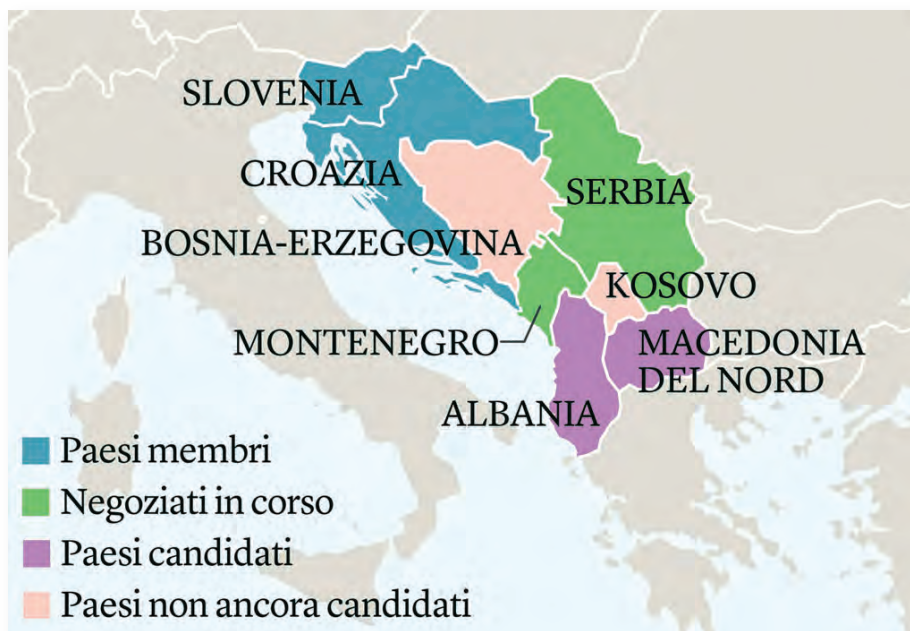 SLOVENIA
CROAZIA
SERBIA
BOSNIA-ERZEGOVINA
KOSOVO
MONTENEGRO
MACEDONIA
DEL NORD
ALBANIA
Paesi membri
Negoziati in corso
Paesi candidati
Paesi non ancora candidati